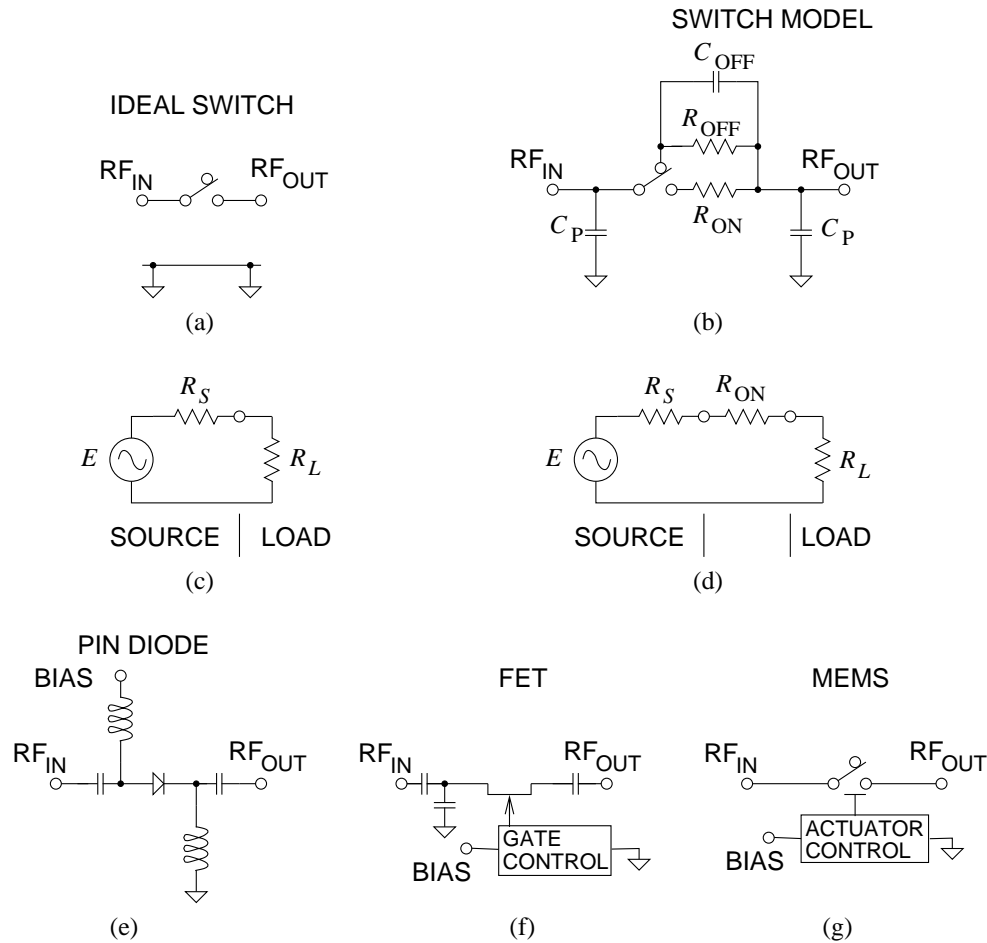 SWITCH MODEL
C_OFF
IDEAL SWITCH
R_OFF
RF_IN
RF_OUT
RF_IN
RF_OUT
C_P
R_ON
C_P
(a)
(b)
R_S
R_S
R_ON
E
R_L
E
R_L
SOURCE
LOAD
SOURCE
LOAD
(c)
(d)
PIN DIODE
BIAS
FET
MEMS
RF_IN
RF_OUT
RF_IN
RF_OUT
RF_IN
RF_OUT
BIAS
GATE
CONTROL
BIAS
ACTUATOR
CONTROL
(e)
(f)
(g)